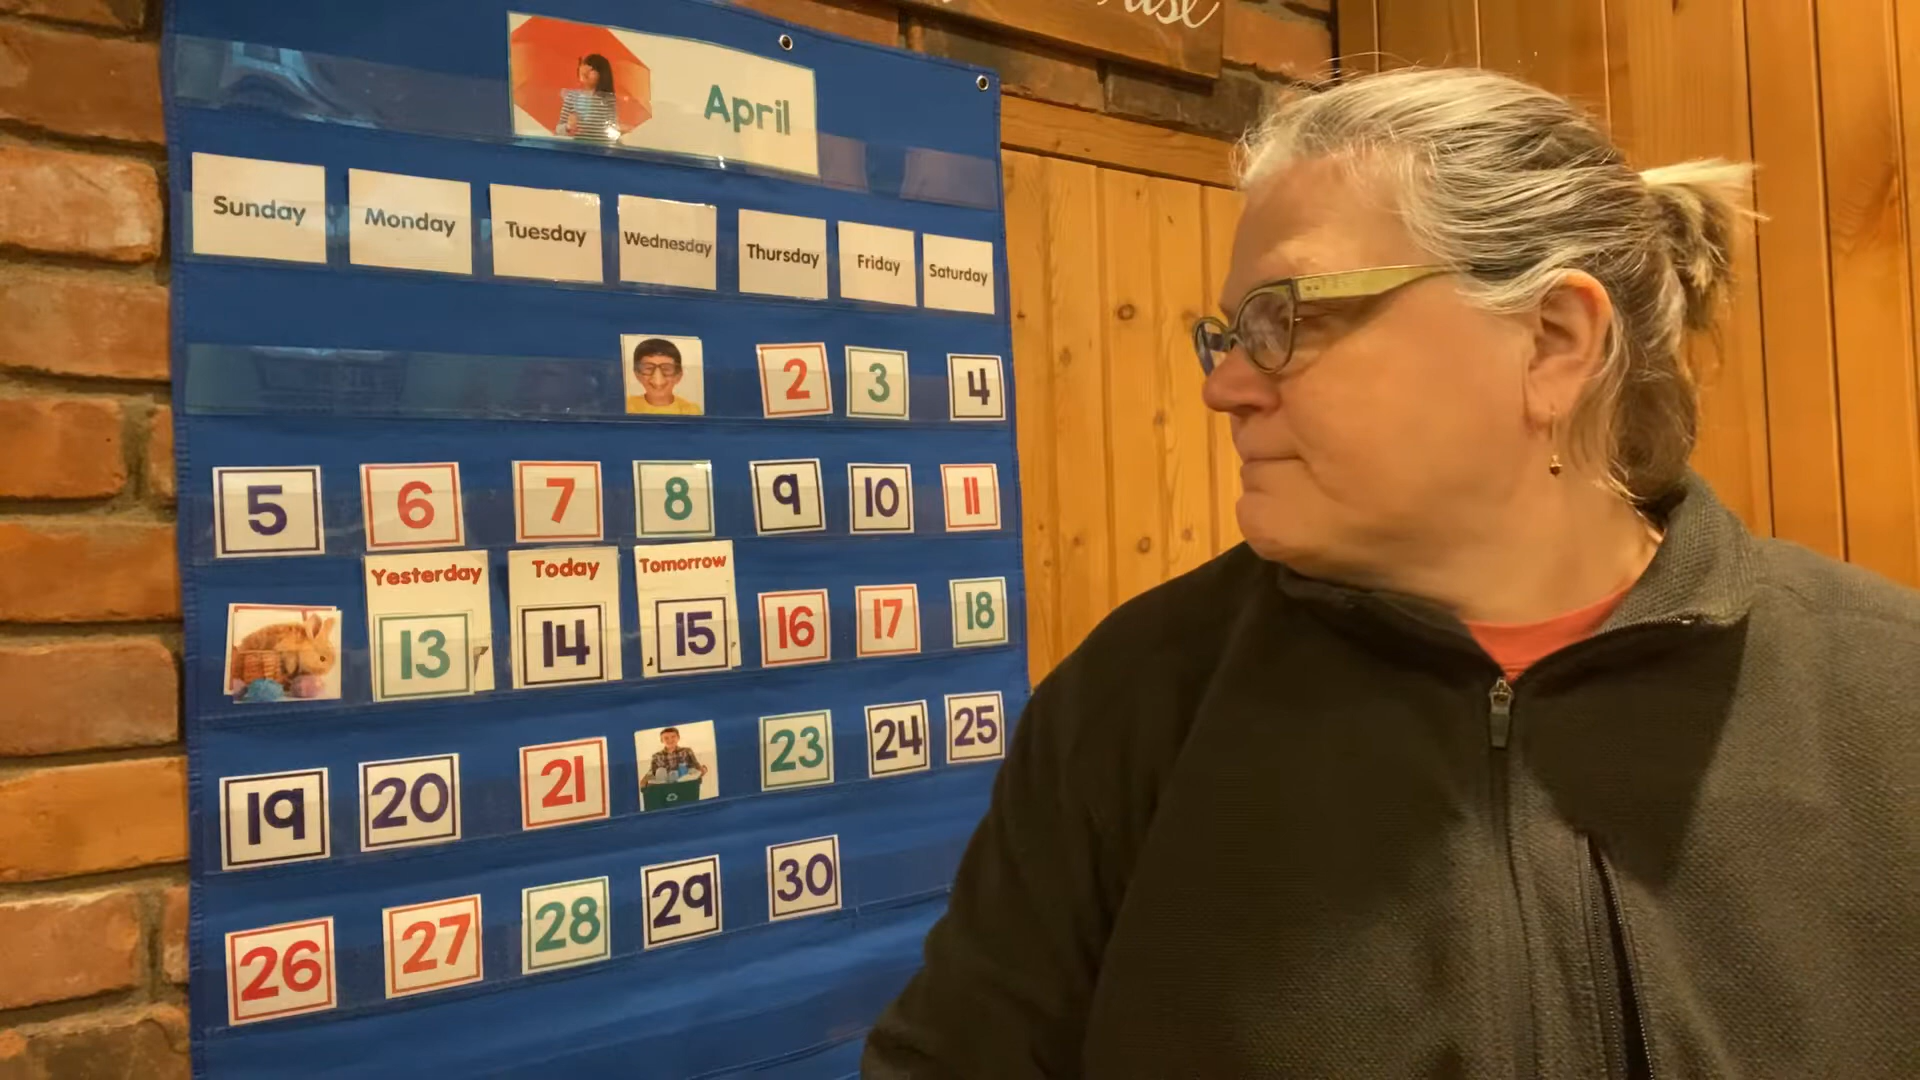 April
Sunday Monday Tuesday Wednesday Thursday Friday Saturday
2 3 4
5 6 7 8 9 10 11
Yesterday Today Tomorrow
13 14 15 16 17 18
19 20 21 23 24 25
26 27 28 29 30